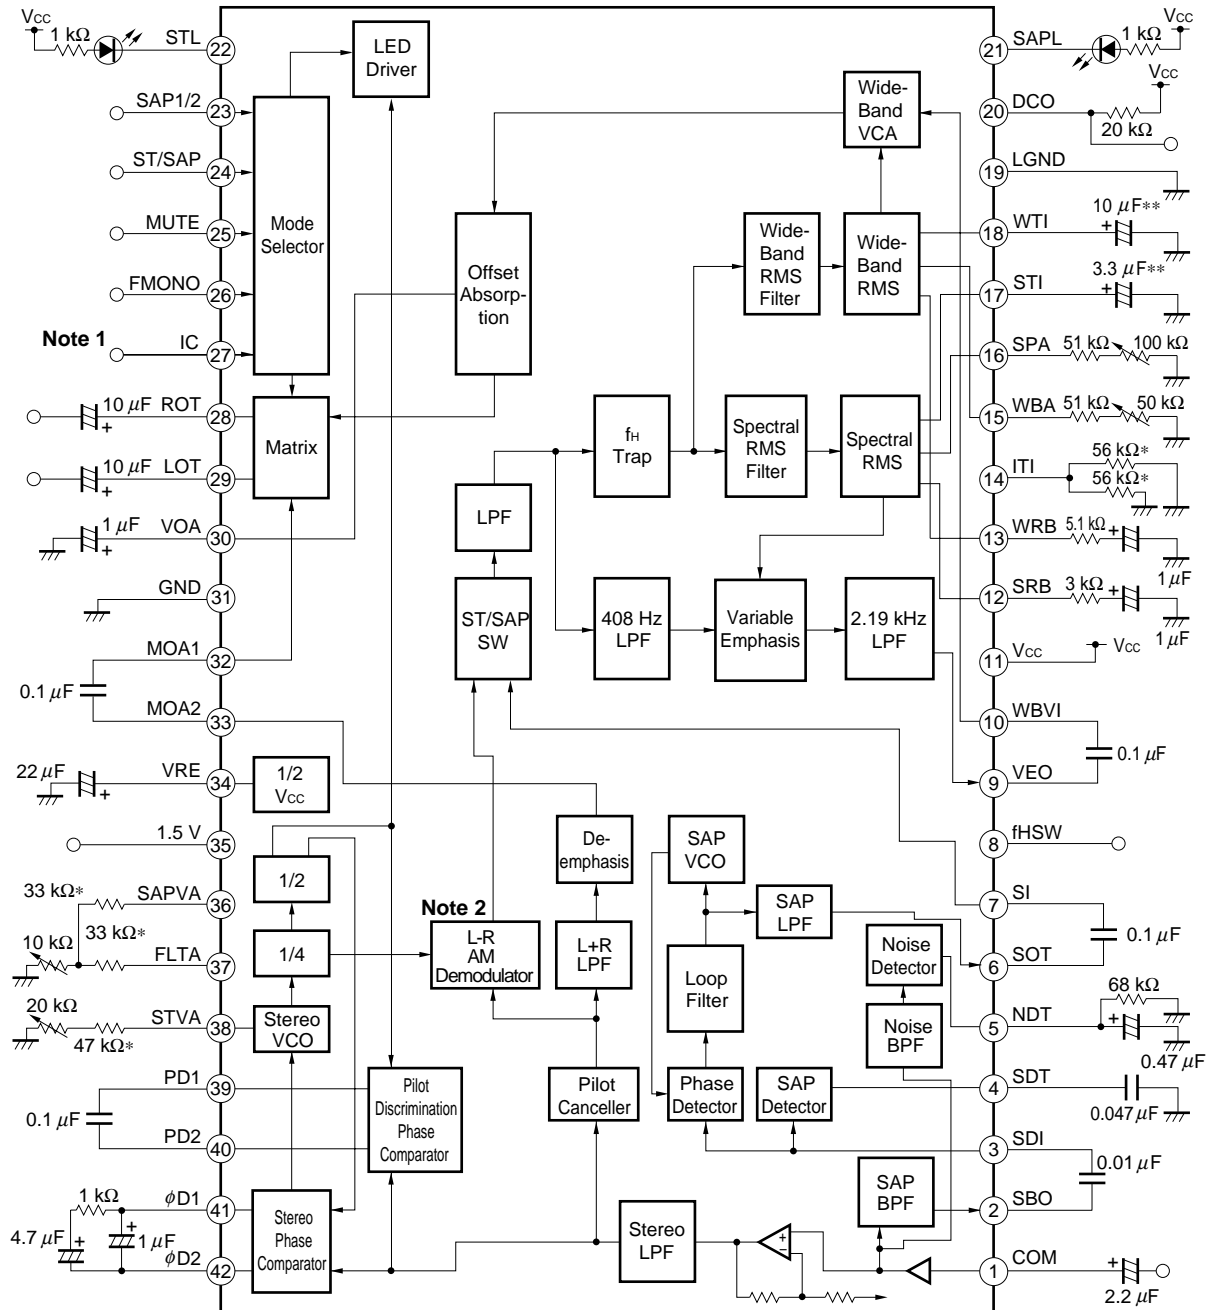 VCC
1 kΩ
STL
22
LED
Driver
21
SAPL
1 kΩ
VCC
SAP1/2
23
Wide-
Band
VCA
20
DCO
VCC
20 kΩ
ST/SAP
24
19
LGND
MUTE
25
Mode
Selector
Offset
Absorp-
tion
Wide-
Band
RMS
Filter
Wide-
Band
RMS
18
WTI
10 μF**
FMONO
26
17
STI
3.3 μF**
Note 1
IC
27
16
SPA
51 kΩ
100 kΩ
10 μF
+
ROT
28
Matrix
fH
Trap
Spectral
RMS
Filter
Spectral
RMS
15
WBA
51 kΩ
50 kΩ
10 μF
+
LOT
29
14
ITI
56 kΩ*
56 kΩ*
1 μF
+
VOA
30
LPF
13
WRB
5.1 kΩ
+
1 μF
GND
31
ST/SAP
SW
408 Hz
LPF
Variable
Emphasis
2.19 kHz
LPF
12
SRB
3 kΩ
+
1 μF
MOA1
32
11
VCC
VCC
0.1 μF
MOA2
33
10
WBVI
0.1 μF
22 μF
+
VRE
34
1/2
VCC
9
VEO
1.5 V
35
De-
emphasis
SAP
VCO
8
fHSW
33 kΩ*
SAPVA
36
1/2
Note 2
SAP
LPF
7
SI
0.1 μF
10 kΩ
33 kΩ*
FLTA
37
1/4
L-R
AM
Demodulator
L+R
LPF
Loop
Filter
Noise
Detector
6
SOT
20 kΩ
47 kΩ*
STVA
38
Stereo
VCO
Noise
BPF
5
NDT
68 kΩ
+
0.47 μF
PD1
39
Pilot
Discrimination
Phase
Comparator
Pilot
Canceller
Phase
Detector
SAP
Detector
4
SDT
0.047 μF
0.1 μF
PD2
40
3
SDI
0.01 μF
1 kΩ
φD1
41
Stereo
Phase
Comparator
SAP
BPF
2
SBO
4.7 μF
+
+
1 μF
φD2
42
Stereo
LPF
+
−
1
COM
+
2.2 μF